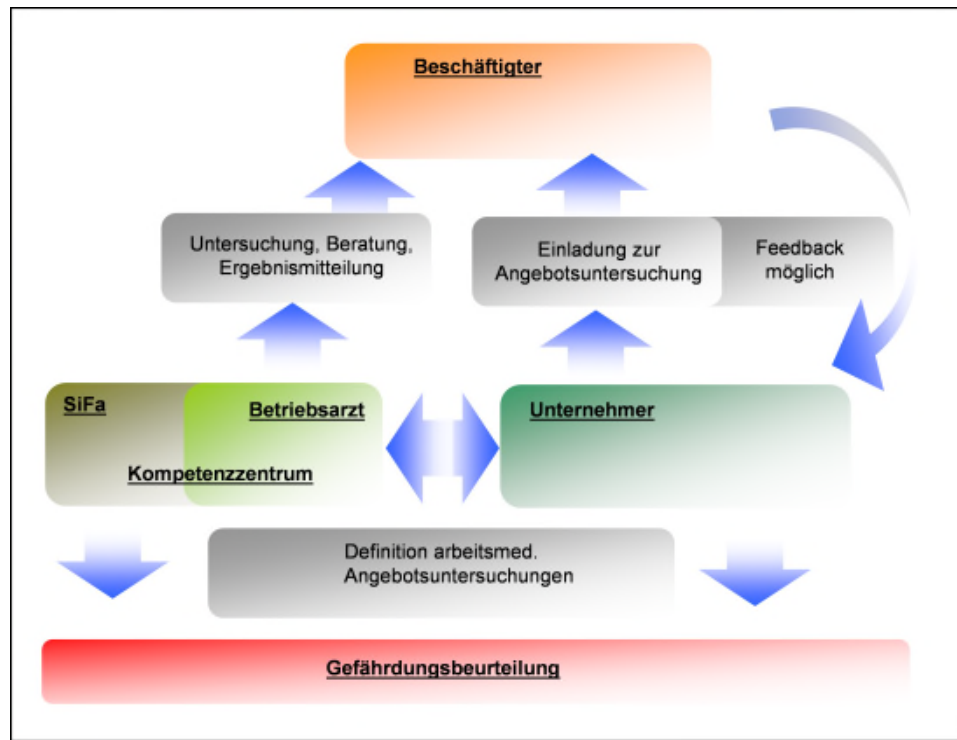 Beschäftigter
Untersuchung, Beratung,
Ergebnismitteilung
Einladung zur
Angebotsuntersuchung
Feedback
möglich
SiFa
Betriebsarzt
Kompetenzzentrum
Unternehmer
Definition arbeitsmed.
Angebotsuntersuchungen
Gefährdungsbeurteilung